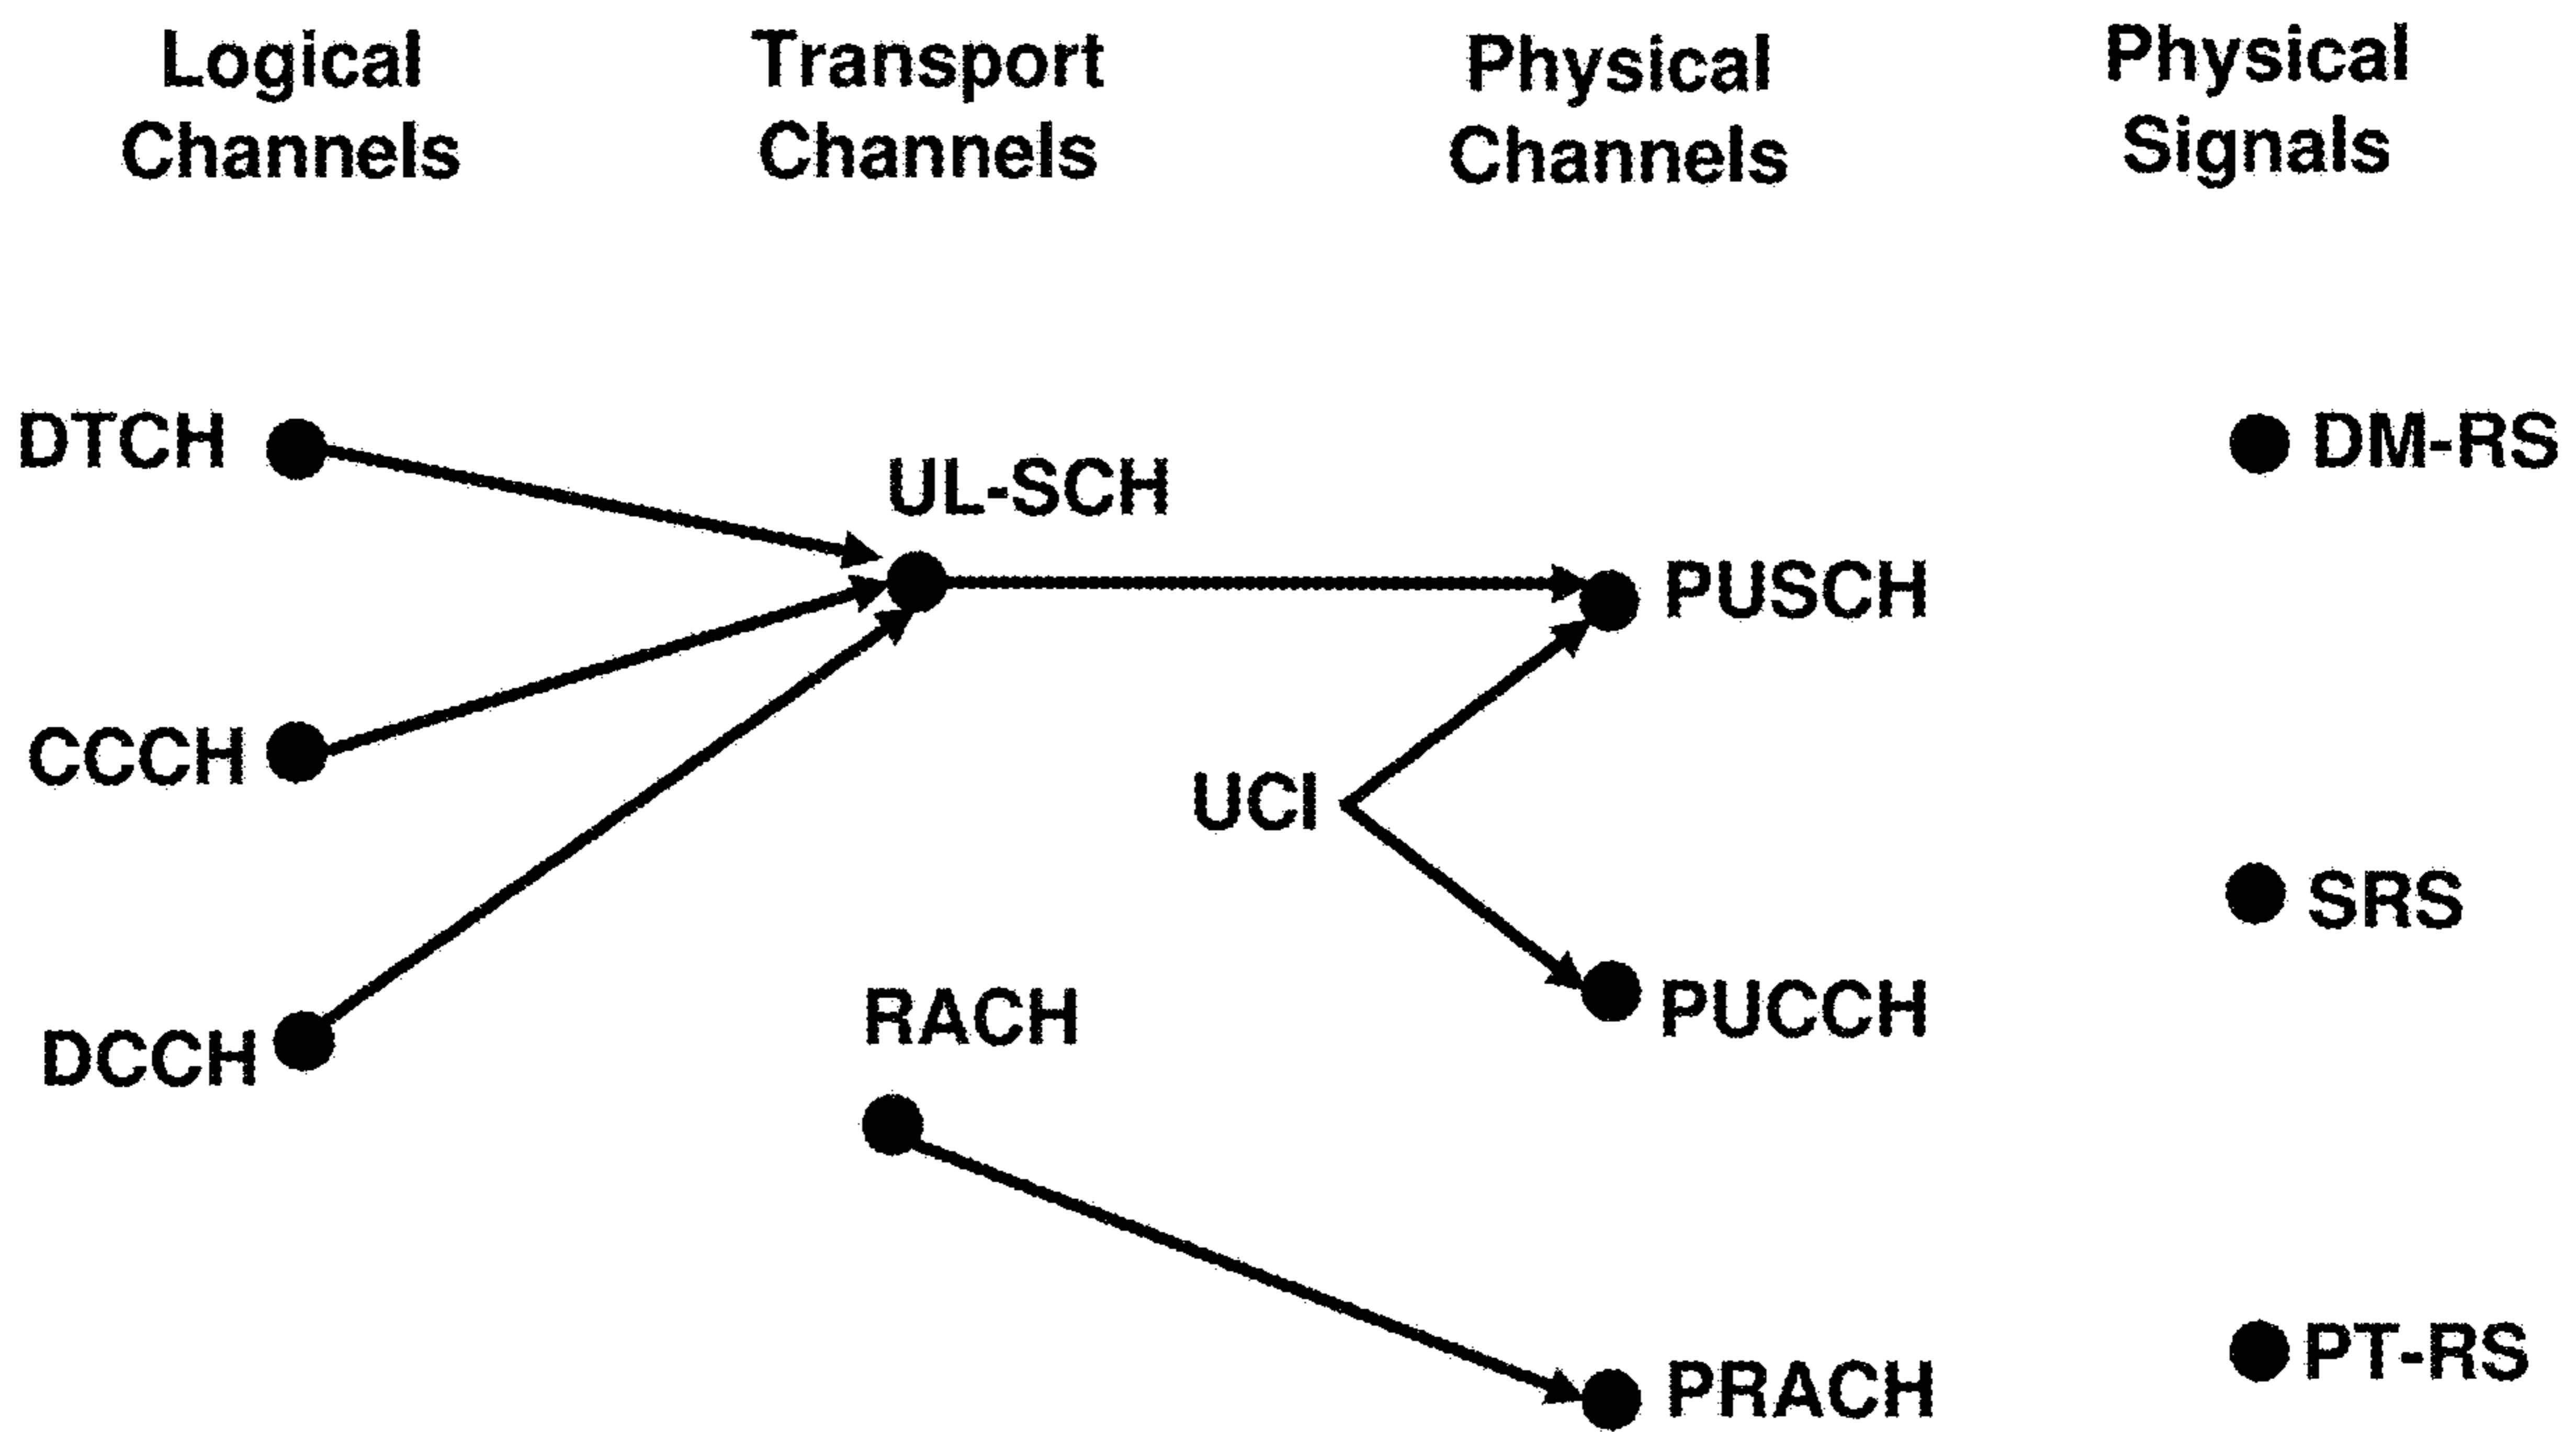 Logical
Channels
Transport
Channels
Physical
Channels
Physical
Signals
DTCH
UL-SCH
DM-RS
PUSCH
CCCH
UCI
SRS
DCCH
RACH
PUCCH
PRACH
PT-RS